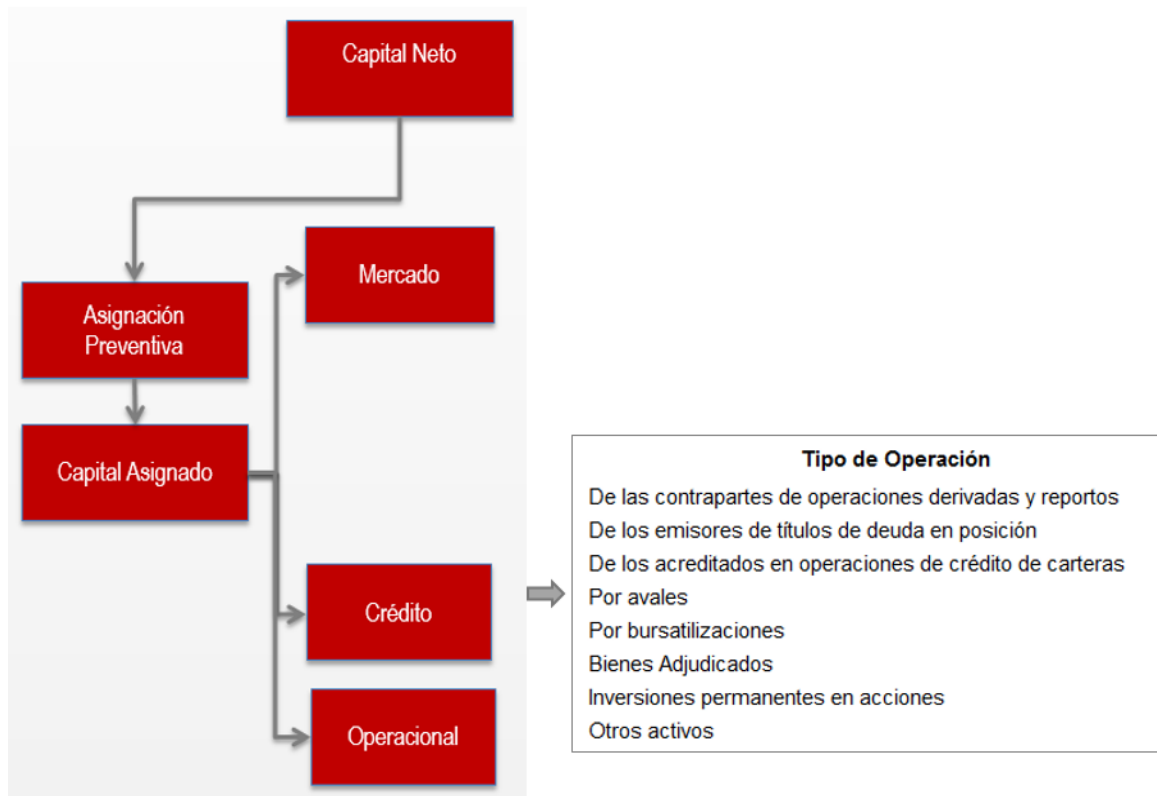 Capital Neto
Mercado
Asignación
Preventiva
Capital Asignado
Crédito
Operacional
Tipo de Operación
De las contrapartes de operaciones derivadas y reportos
De los emisores de títulos de deuda en posición
De los acreditados en operaciones de crédito de carteras
Por avales
Por bursatilizaciones
Bienes Adjudicados
Inversiones permanentes en acciones
Otros activos